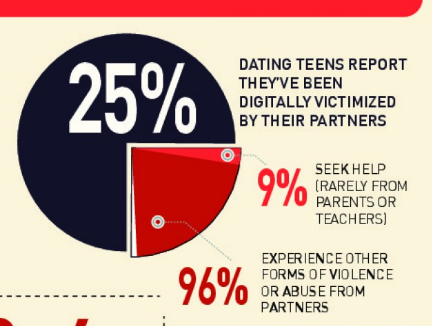 25%
DATING TEENS REPORT
THEY'VE BEEN
DIGITALLY VICTIMIZED
BY THEIR PARTNERS
9%
SEEK HELP
(RARELY FROM
PARENTS OR
TEACHERS)
96%
EXPERIENCE OTHER
FORMS OF VIOLENCE
OR ABUSE FROM
PARTNERS